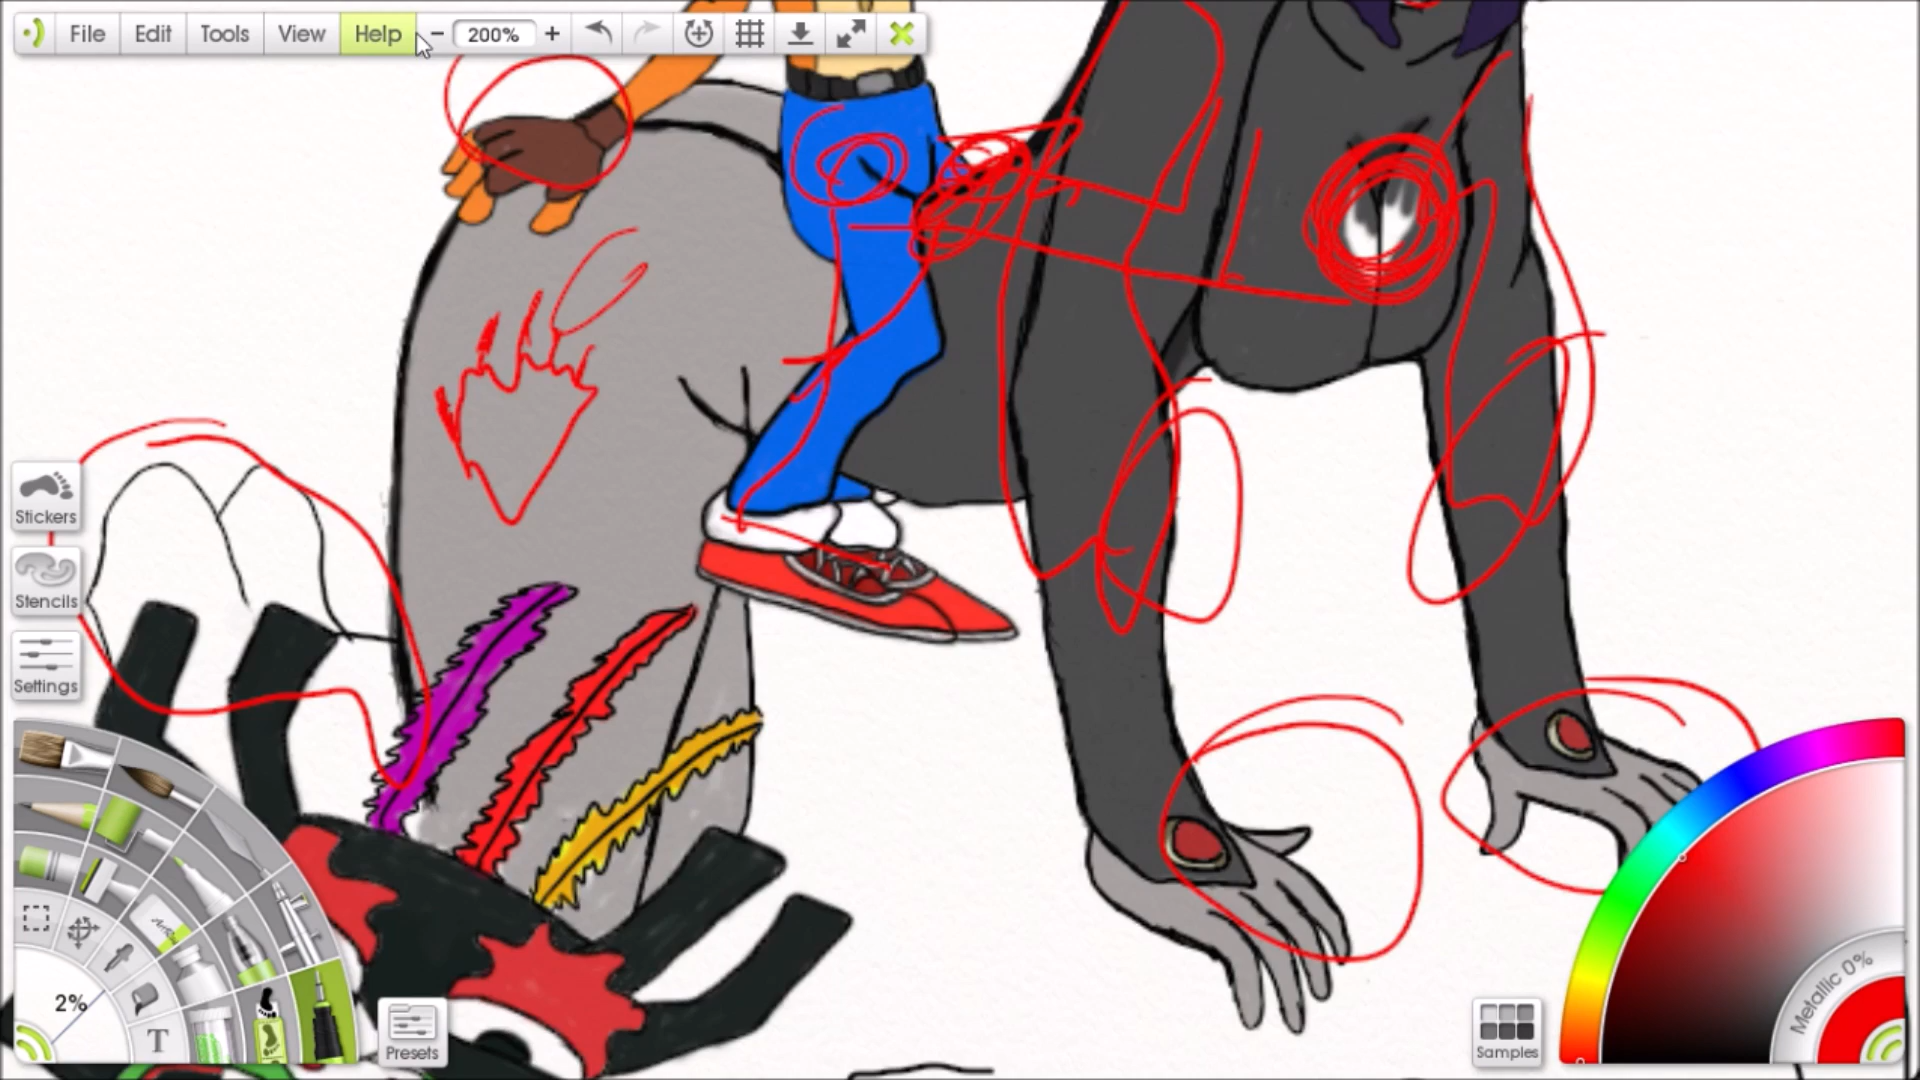 File Edit Tools View Help − 200% +
Stickers
Stencils
Settings
2%
T
Presets
Metallic 0%
Samples